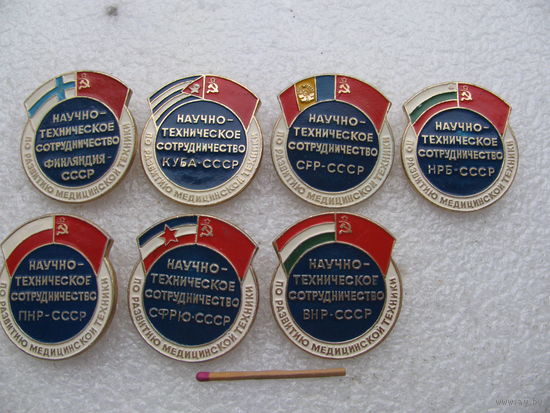 НАУЧНО-
ТЕХНИЧЕСКОЕ
СОТРУДНИЧЕСТВО
ФИНЛЯНДИЯ-
СССР
ПО РАЗВИТИЮ МЕДИЦИНСКОЙ ТЕХНИКИ
НАУЧНО-
ТЕХНИЧЕСКОЕ
СОТРУДНИЧЕСТВО
КУБА-СССР
ПО РАЗВИТИЮ МЕДИЦИНСКОЙ ТЕХНИКИ
НАУЧНО-
ТЕХНИЧЕСКОЕ
СОТРУДНИЧЕСТВО
СРР-СССР
ПО РАЗВИТИЮ МЕДИЦИНСКОЙ ТЕХНИКИ
НАУЧНО-
ТЕХНИЧЕСКОЕ
СОТРУДНИЧЕСТВО
НРБ-СССР
ПО РАЗВИТИЮ МЕДИЦИНСКОЙ ТЕХНИКИ
НАУЧНО-
ТЕХНИЧЕСКОЕ
СОТРУДНИЧЕСТВО
ПНР-СССР
ПО РАЗВИТИЮ МЕДИЦИНСКОЙ ТЕХНИКИ
НАУЧНО-
ТЕХНИЧЕСКОЕ
СОТРУДНИЧЕСТВО
СФРЮ-СССР
ПО РАЗВИТИЮ МЕДИЦИНСКОЙ ТЕХНИКИ
НАУЧНО-
ТЕХНИЧЕСКОЕ
СОТРУДНИЧЕСТВО
ВНР-СССР
ПО РАЗВИТИЮ МЕДИЦИНСКОЙ ТЕХНИКИ